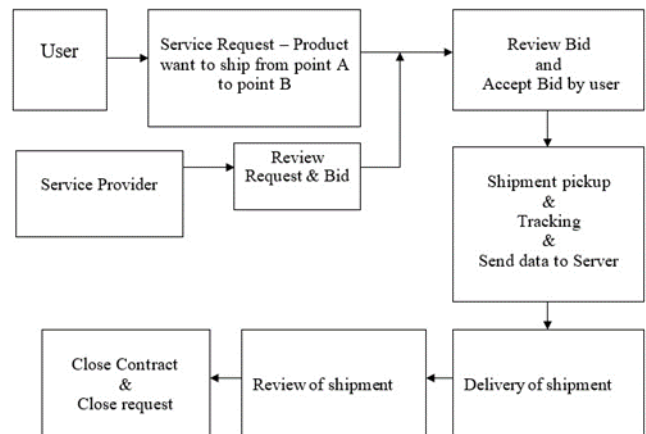 User
Service Request – Product
want to ship from point A
to point B
Review Bid
and
Accept Bid by user
Service Provider
Review
Request & Bid
Shipment pickup
&
Tracking
&
Send data to Server
Close Contract
&
Close request
Review of shipment
Delivery of shipment